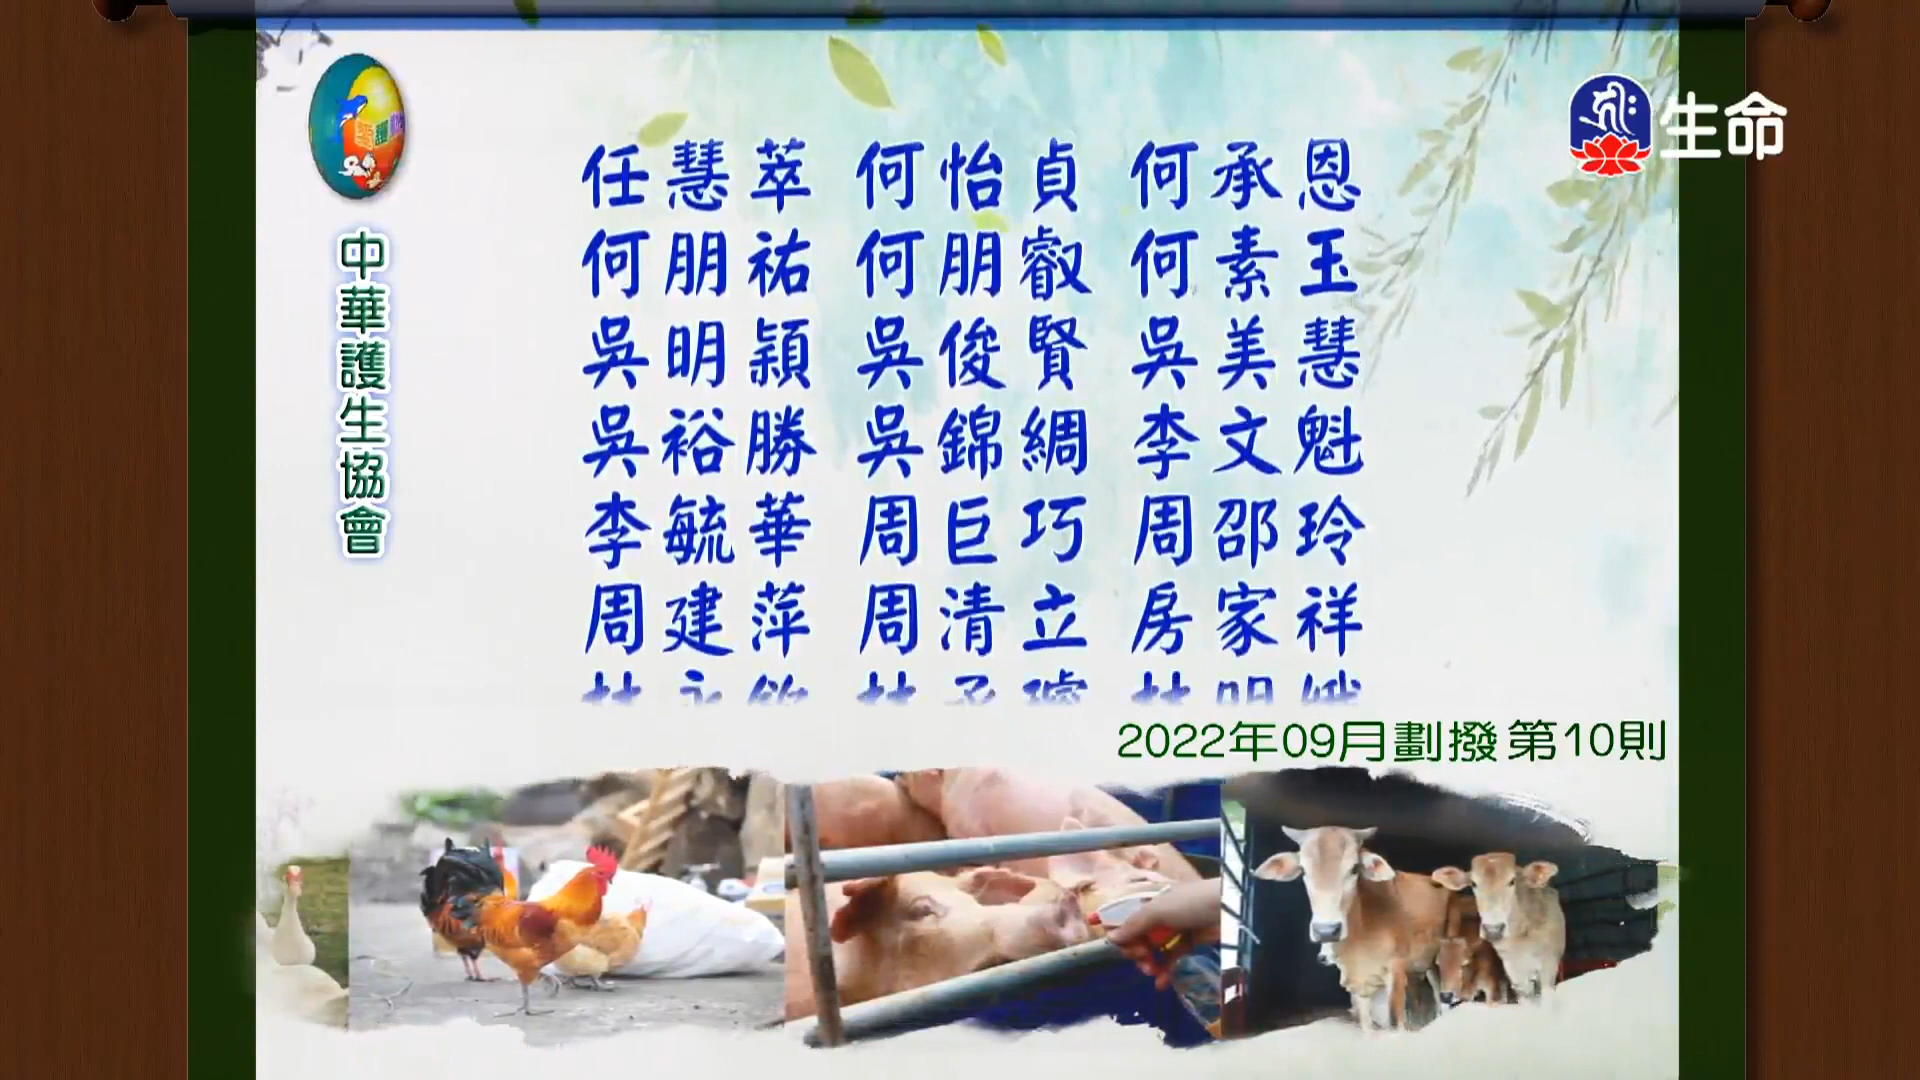 生命
中華護生協會
任慧萃 何怡貞 何承恩
何朋祐 何朋叡 何素玉
吳明穎 吳俊賢 吳美慧
吳裕勝 吳錦綢 李文魁
李毓華 周巨巧 周邵玲
周建萍 周清立 房家祥
2022年09月劃撥第10則